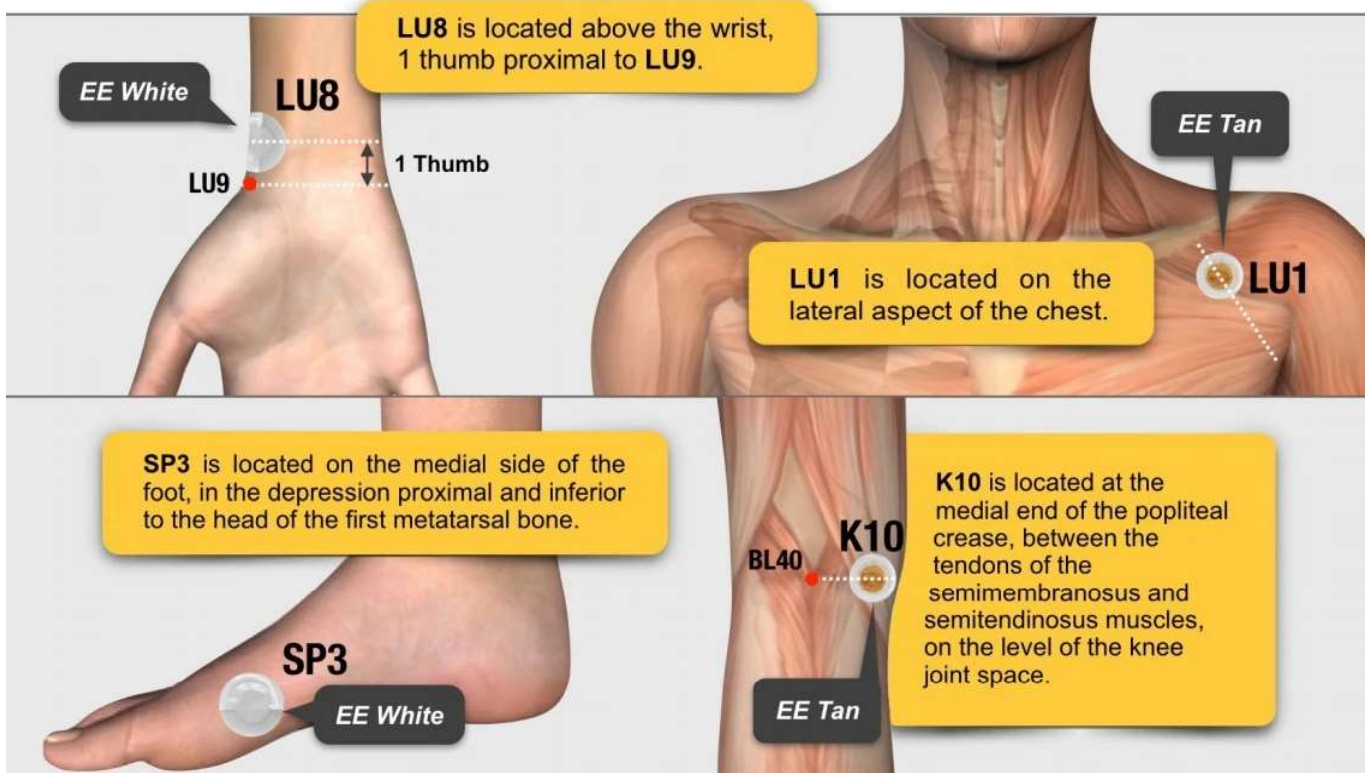 LU8 is located above the wrist,
1 thumb proximal to LU9.
EE White
LU8
LU9
1 Thumb
EE Tan
LU1 is located on the
lateral aspect of the chest.
LU1
SP3 is located on the medial side of the
foot, in the depression proximal and inferior
to the head of the first metatarsal bone.
SP3
EE White
K10 is located at the
medial end of the popliteal
crease, between the
tendons of the
semimembranosus and
semitendinosus muscles,
on the level of the knee
joint space.
K10
BL40
EE Tan